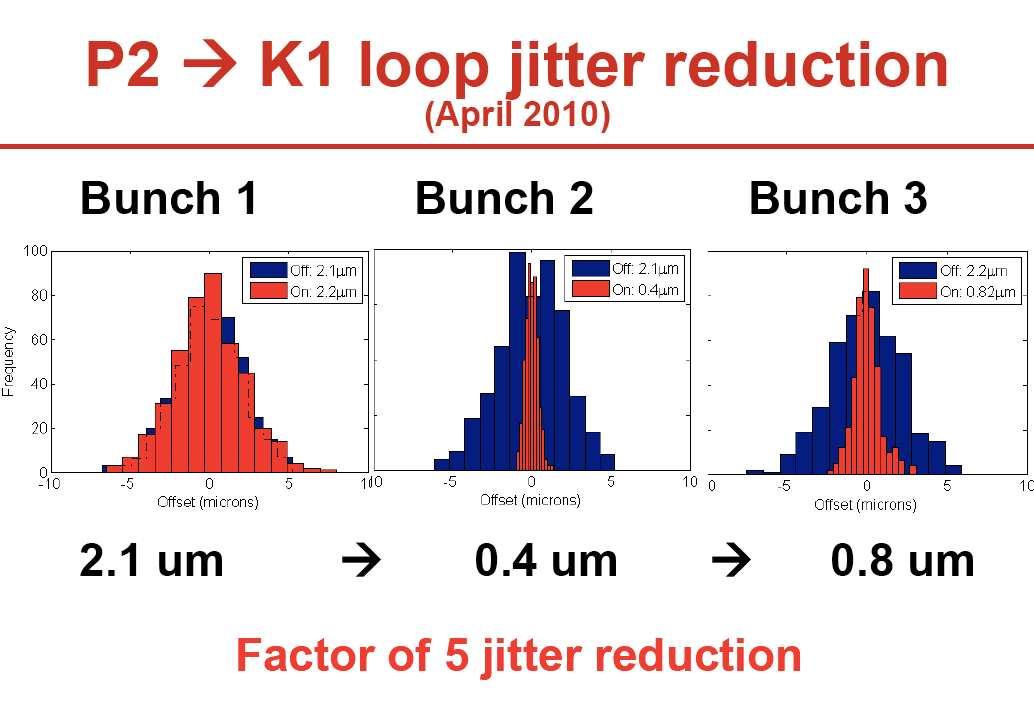 P2 → K1 loop jitter reduction
(April 2010)
Bunch 1
Bunch 2
Bunch 3
Off: 2.1μm
On: 2.2μm
Off: 2.1μm
On: 0.4μm
Off: 2.2μm
On: 0.82μm
100
80
60
40
20
0
Frequency
-10 -5 0 5 10
Offset (microns)
-5 0 5 10
Offset (microns)
0 -5 0 5 10
Offset (microns)
2.1 um → 0.4 um → 0.8 um
Factor of 5 jitter reduction